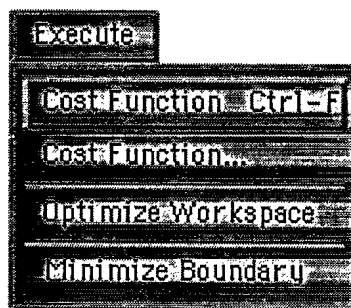 Execute
Cost Function Ctrl-F
Cost Function...
Optimize Workspace
Minimize Boundary